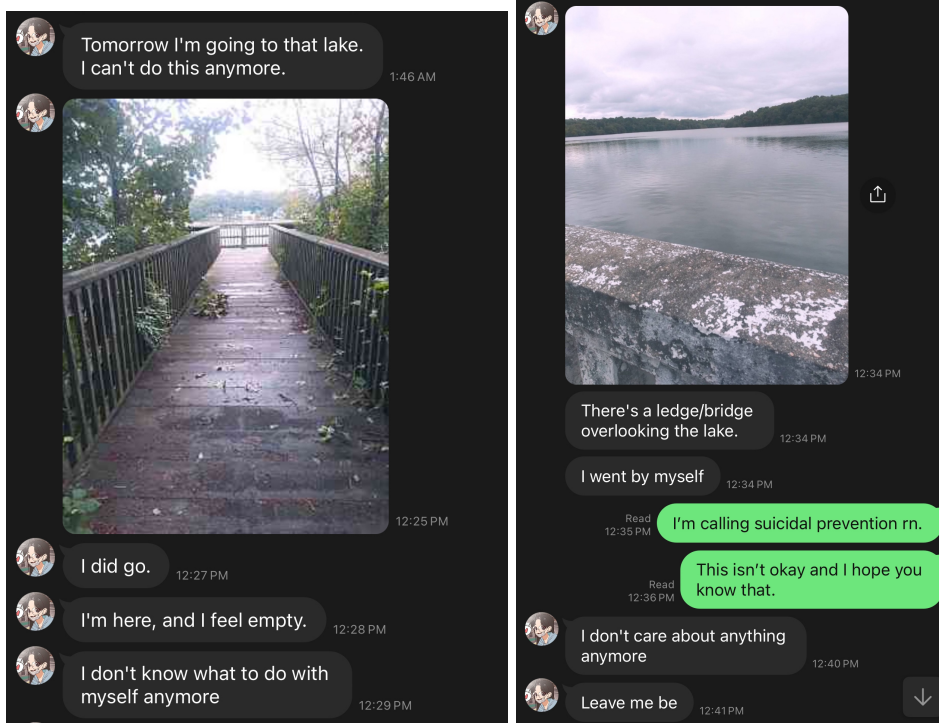 Tomorrow I'm going to that lake.
I can't do this anymore.
1:46 AM
12:25 PM
I did go.
12:27 PM
I'm here, and I feel empty.
12:28 PM
I don't know what to do with
myself anymore
12:29 PM
12:34 PM
There's a ledge/bridge
overlooking the lake.
12:34 PM
I went by myself
12:34 PM
Read
12:35 PM
I'm calling suicidal prevention rn.
Read
12:36 PM
This isn't okay and I hope you
know that.
I don't care about anything
anymore
12:40 PM
Leave me be
12:41 PM